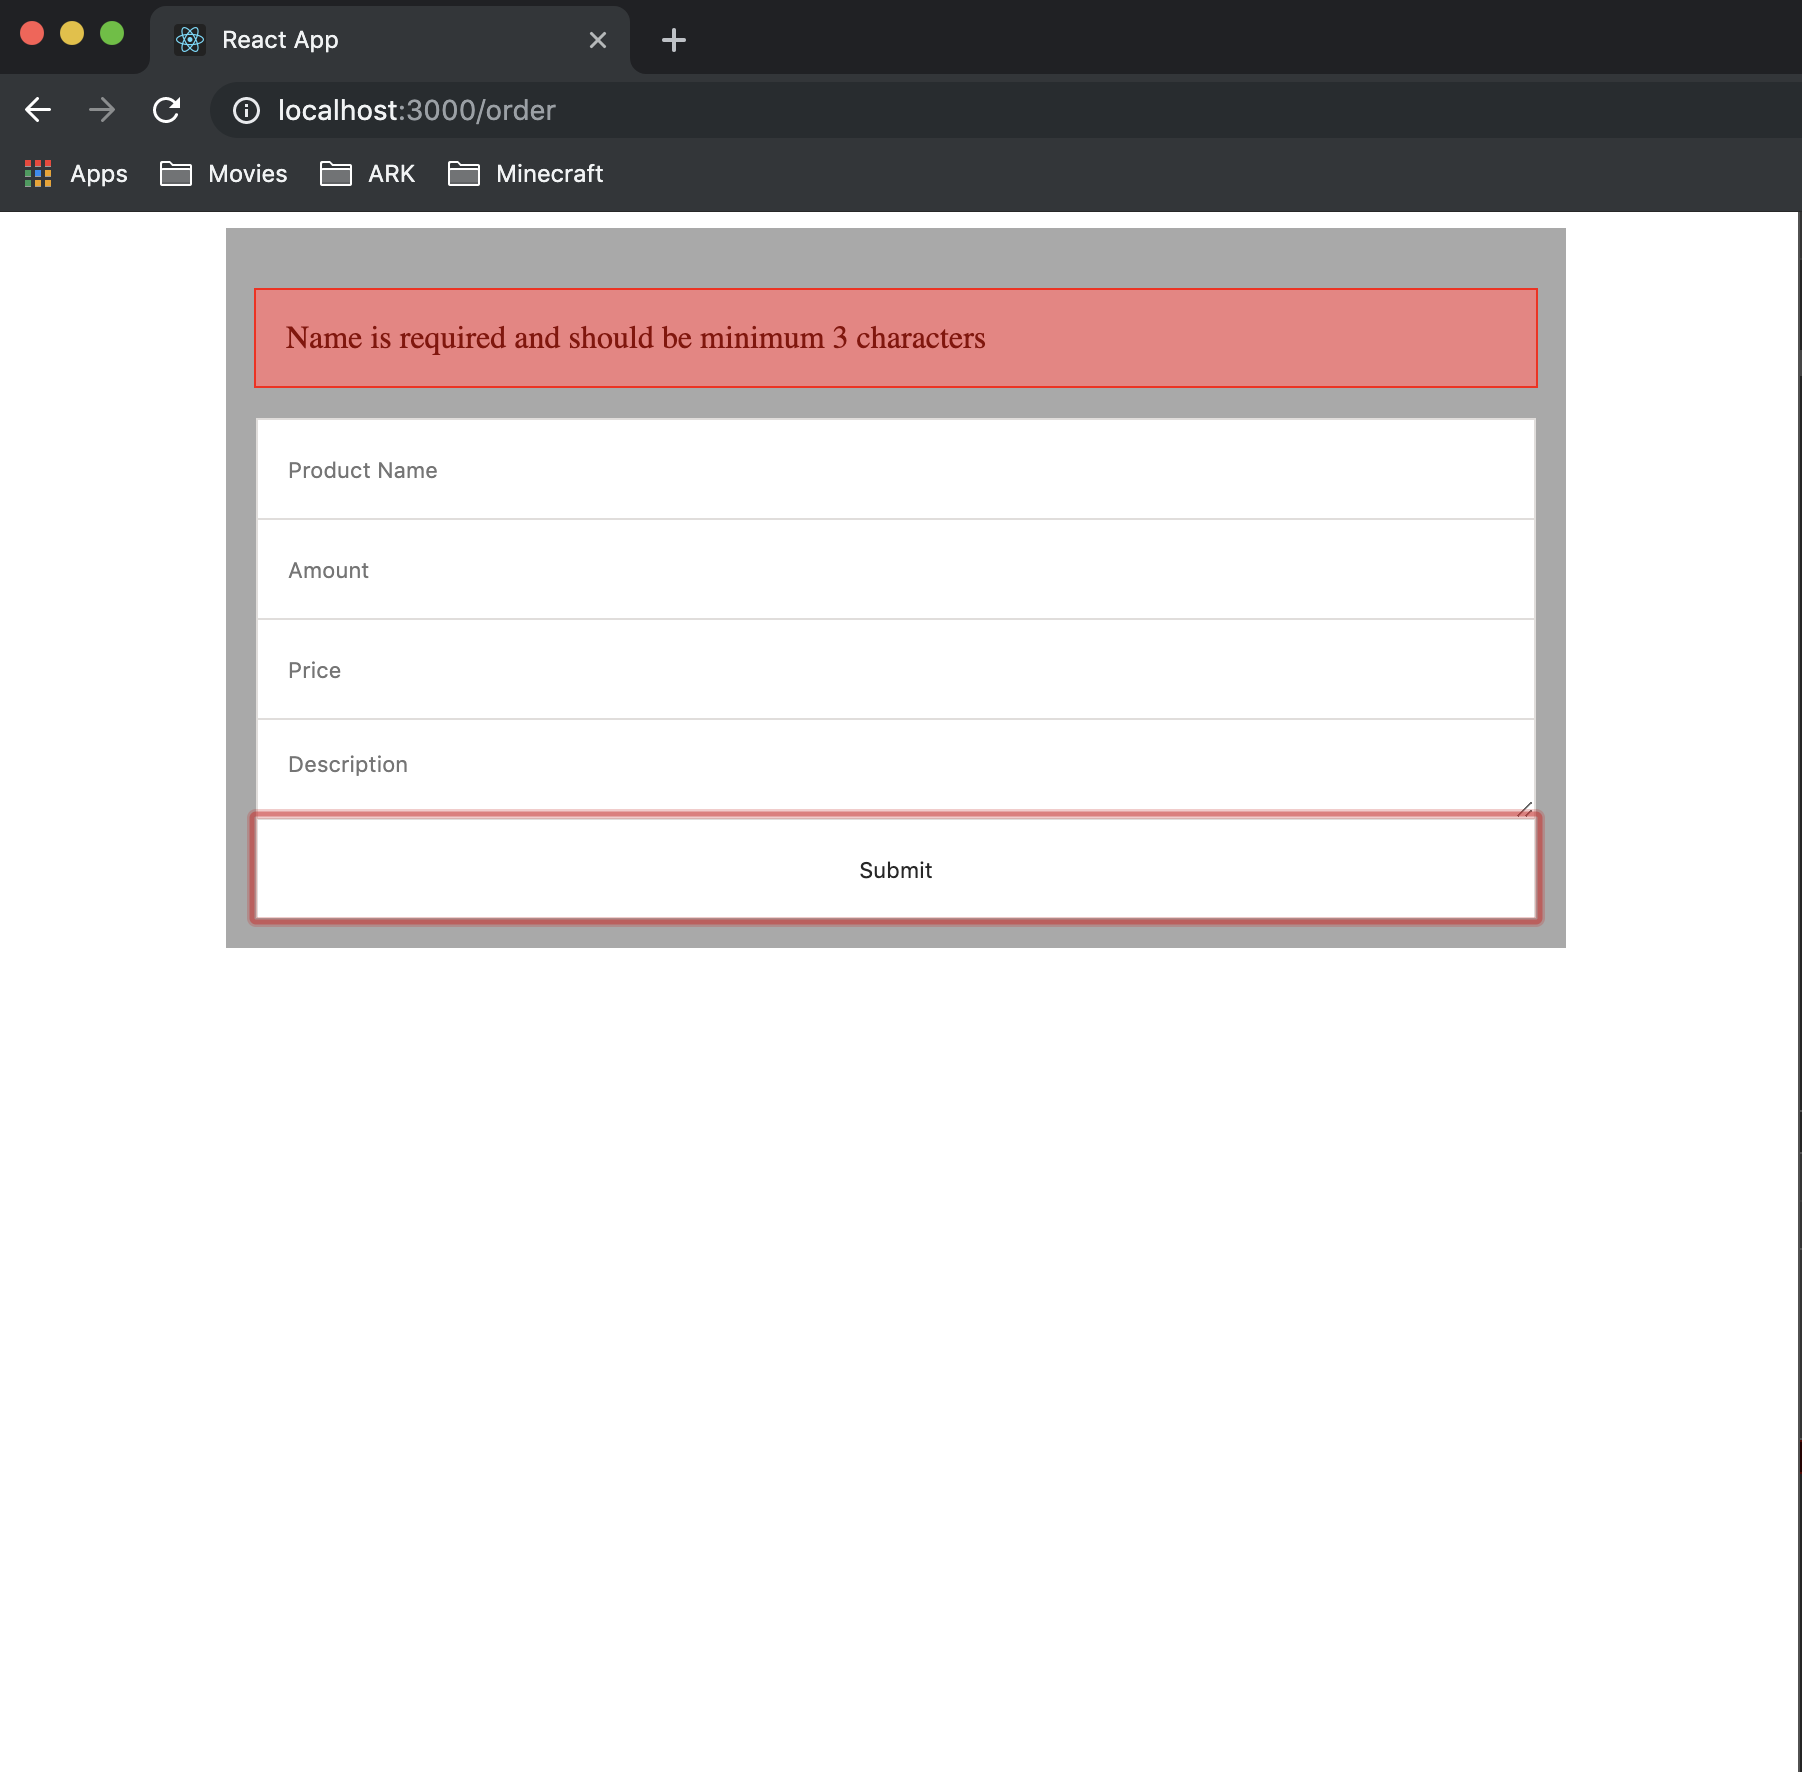 React App
localhost:3000/order
Apps Movies ARK Minecraft
Name is required and should be minimum 3 characters
Product Name
Amount
Price
Description
Submit